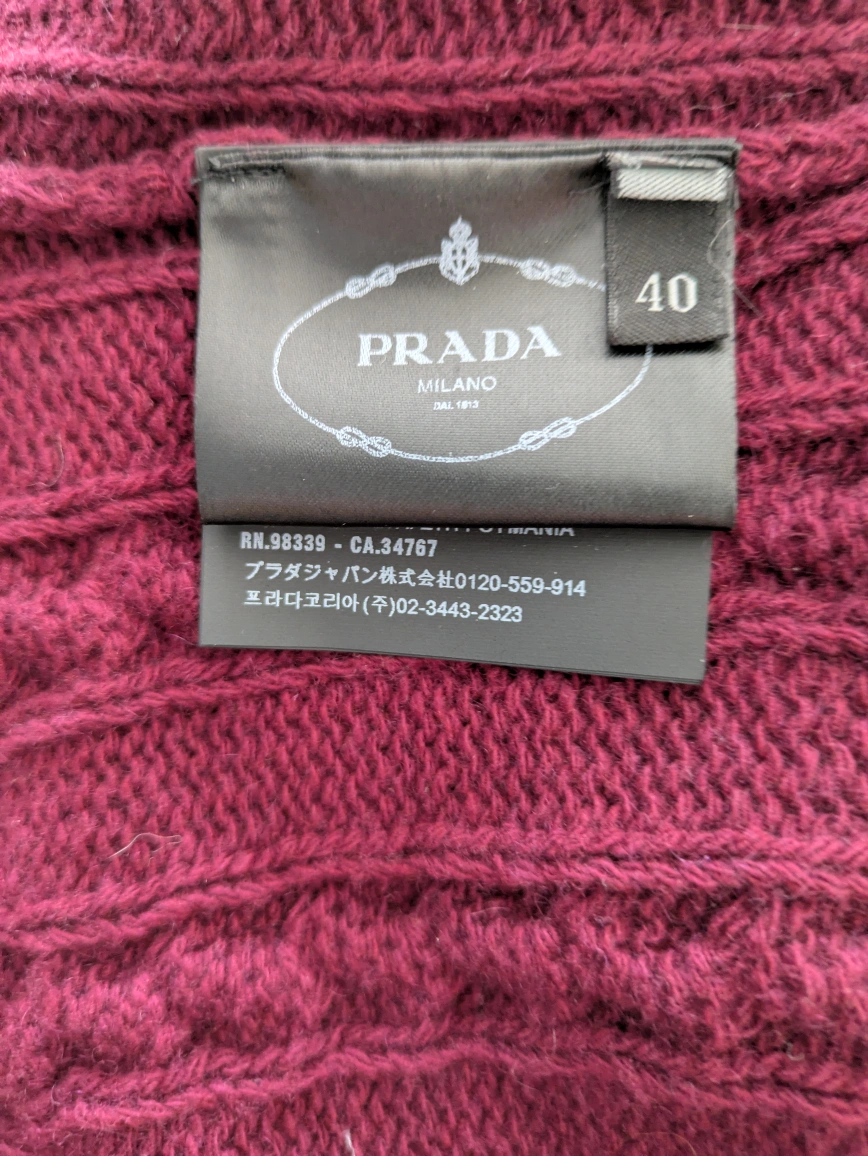 PRADA
MILANO
DAL 1913
40
RN.98339 - CA.34767
プラダジャパン株式会社0120-559-914
프라다코리아(주)02-3443-2323